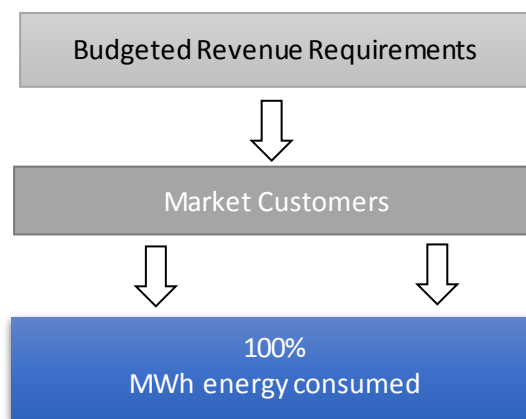 Budgeted Revenue Requirements
Market Customers
100%
MWh energy consumed